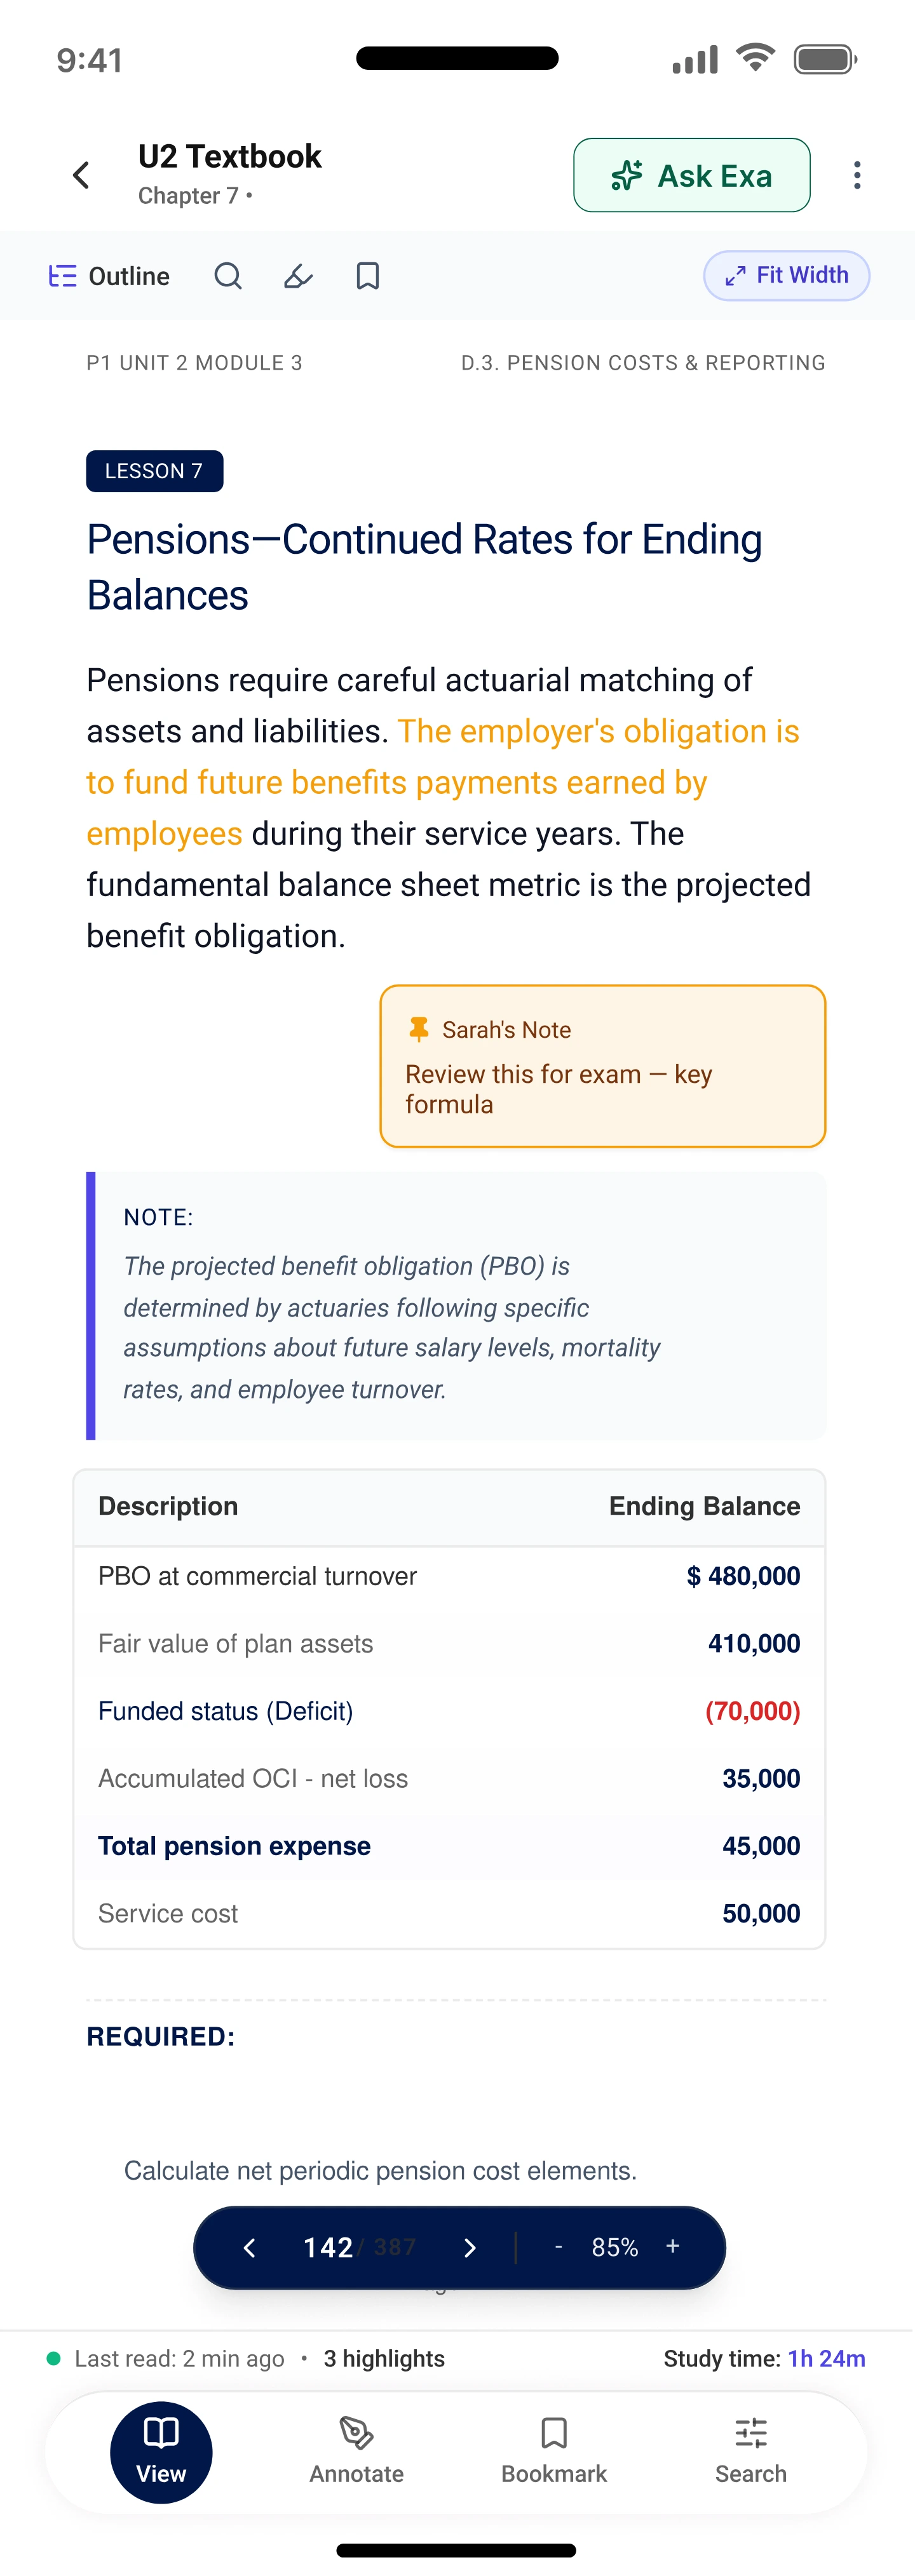 9:41
U2 Textbook
Chapter 7 •
Ask Exa
Outline
Fit Width
P1 UNIT 2 MODULE 3
D.3. PENSION COSTS & REPORTING
LESSON 7
Pensions—Continued Rates for Ending
Balances
Pensions require careful actuarial matching of
assets and liabilities. The employer's obligation is
to fund future benefits payments earned by
employees during their service years. The
fundamental balance sheet metric is the projected
benefit obligation.
Sarah's Note
Review this for exam — key
formula
NOTE:
The projected benefit obligation (PBO) is
determined by actuaries following specific
assumptions about future salary levels, mortality
rates, and employee turnover.
Description Ending Balance
PBO at commercial turnover $ 480,000
Fair value of plan assets 410,000
Funded status (Deficit) (70,000)
Accumulated OCI - net loss 35,000
Total pension expense 45,000
Service cost 50,000
REQUIRED:
Calculate net periodic pension cost elements.
142 / 387 - 85% +
Last read: 2 min ago • 3 highlights
Study time: 1h 24m
View
Annotate
Bookmark
Search